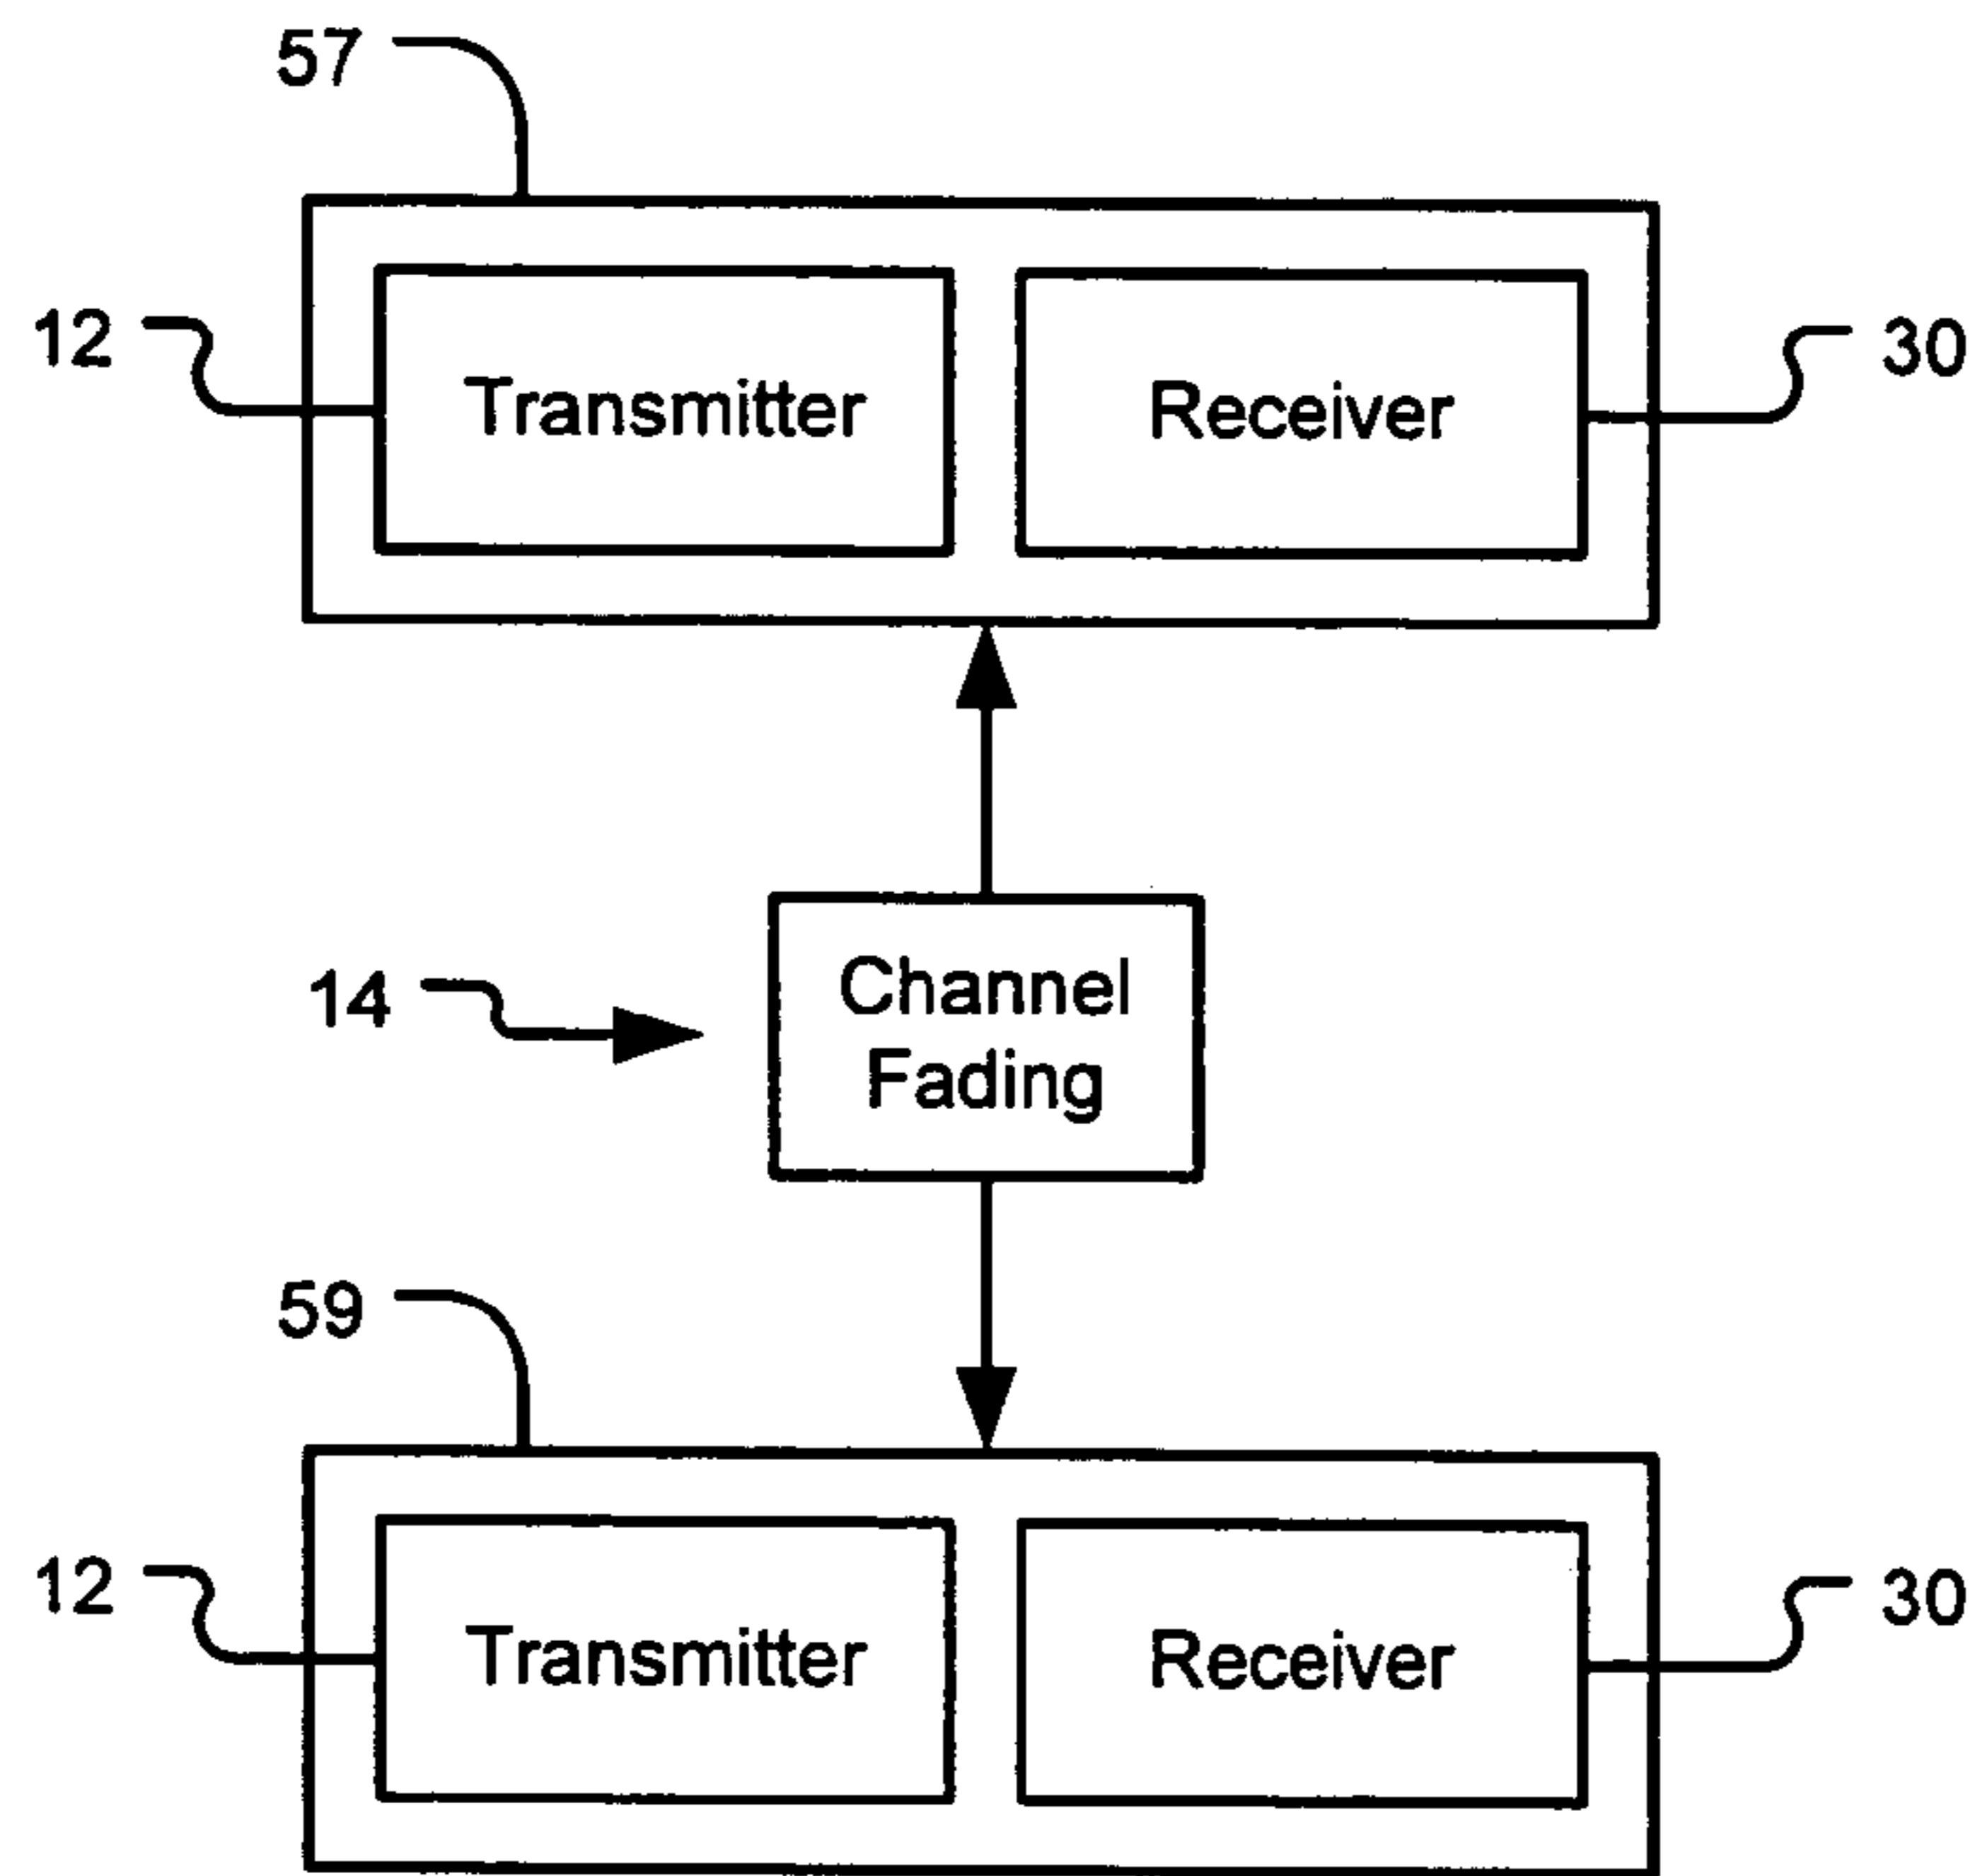 57
12
Transmitter
Receiver
30
14
Channel
Fading
59
12
Transmitter
Receiver
30